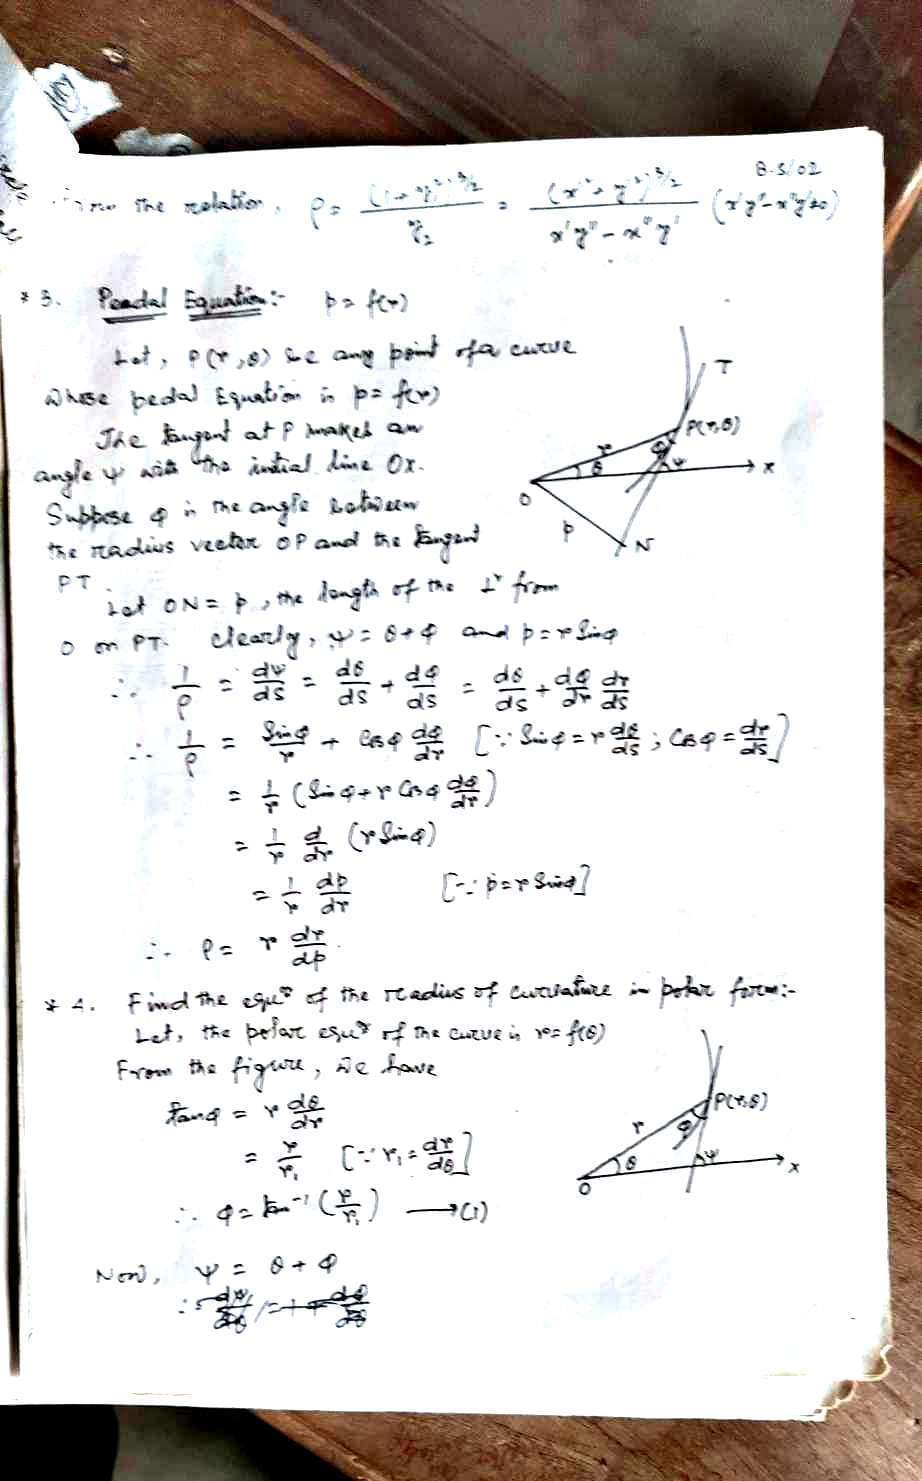 B-S/02
the relation, ρ = (1+y₁²)^3/2 / y₂ = (x'²+y'²)^3/2 / x'y''-x''y' (x'y''-x''y'≠0)
* 3. Peadal Equation:- p = f(r)
Let, P(r,θ) be any point of a curve
whose pedal Equation is p = f(r)
The tangent at P makes an
angle ψ with the initial line OX.
Suppose φ is the angle between
the radius vector OP and the tangent
PT.
T
P(r,θ)
r
φ
θ
ψ
x
O
p
N
Let ON = p, the length of the ⊥r from
O on PT. Clearly, ψ = θ+φ and p = r Sinφ
∴ 1/ρ = dψ/ds = dθ/ds + dφ/ds = dθ/ds + dφ/dr dr/ds
∴ 1/ρ = Sinφ/r + Cosφ dφ/dr [∵ Sinφ = r dθ/ds ; Cosφ = dr/ds]
= 1/r (Sinφ + r Cosφ dφ/dr)
= 1/r d/dr (r Sinφ)
= 1/r dp/dr [∵ p = r Sinφ]
∴ ρ = r dr/dp.
* 4. Find the equⁿ of the radius of curvature in polar form:-
Let, the polar equⁿ of the curve is r = f(θ)
From the figure, we have
tanφ = r dθ/dr
= r/r₁ [∵ r₁ = dr/dθ]
∴ φ = tan⁻¹ (r/r₁) ⟶ (1)
P(r,θ)
r
φ
θ
ψ
x
O
Now, ψ = θ + φ